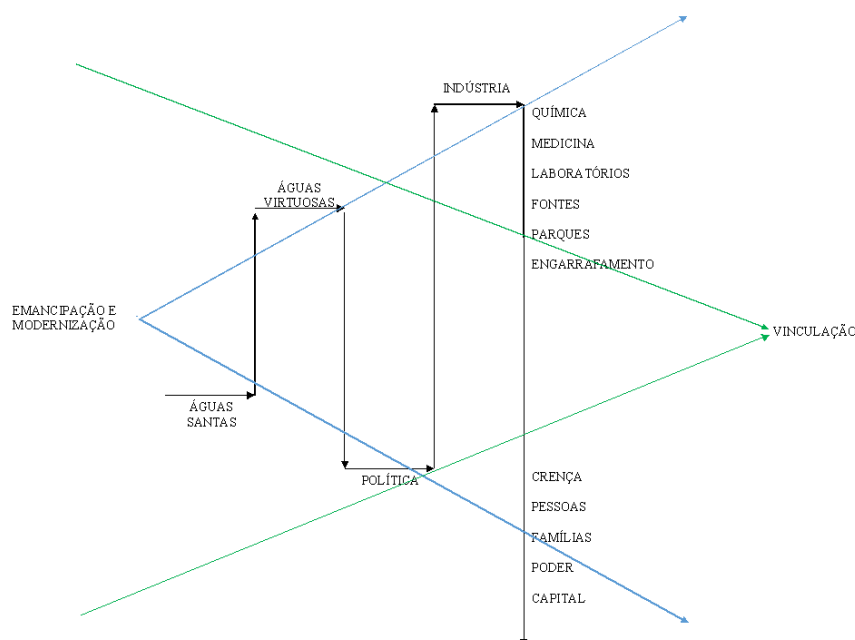 INDÚSTRIA
QUÍMICA
MEDICINA
LABORATÓRIOS
FONTES
PARQUES
ENGARRAFAMENTO
ÁGUAS
VIRTUOSAS
EMANCIPAÇÃO E
MODERNIZAÇÃO
VINCULAÇÃO
ÁGUAS
SANTAS
POLÍTICA
CRENÇA
PESSOAS
FAMÍLIAS
PODER
CAPITAL